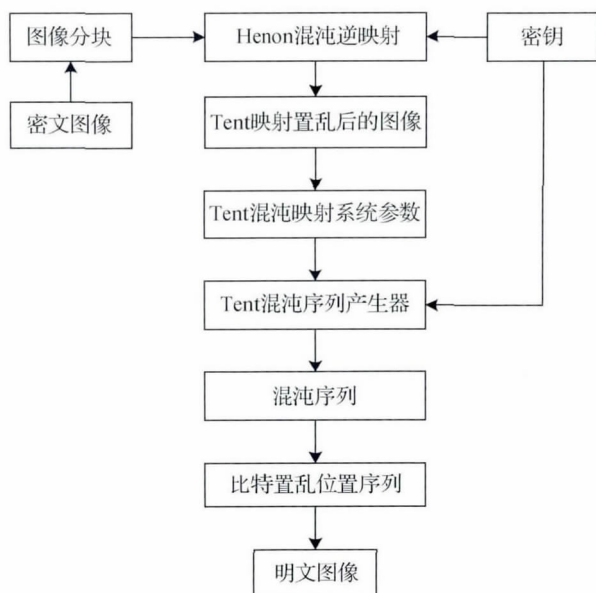 图像分块
Henon混沌逆映射
密钥
密文图像
Tent映射置乱后的图像
Tent混沌映射系统参数
Tent混沌序列产生器
混沌序列
比特置乱位置序列
明文图像